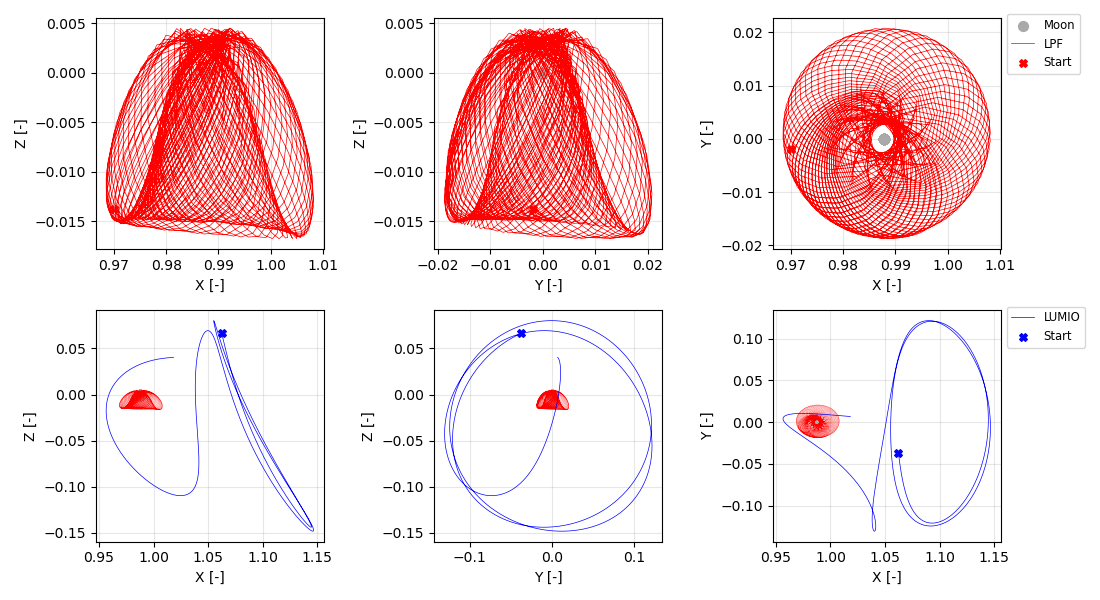 0.005
0.000
−0.005
−0.010
−0.015
Z [-]
0.97 0.98 0.99 1.00 1.01
X [-]
0.005
0.000
−0.005
−0.010
−0.015
Z [-]
−0.02 −0.01 0.00 0.01 0.02
Y [-]
0.02
0.01
0.00
−0.01
−0.02
Y [-]
0.97 0.98 0.99 1.00 1.01
X [-]
Moon
LPF
Start
0.05
0.00
−0.05
−0.10
−0.15
Z [-]
0.95 1.00 1.05 1.10 1.15
X [-]
0.05
0.00
−0.05
−0.10
−0.15
Z [-]
−0.1 0.0 0.1
Y [-]
0.10
0.05
0.00
−0.05
−0.10
Y [-]
0.95 1.00 1.05 1.10 1.15
X [-]
LUMIO
Start